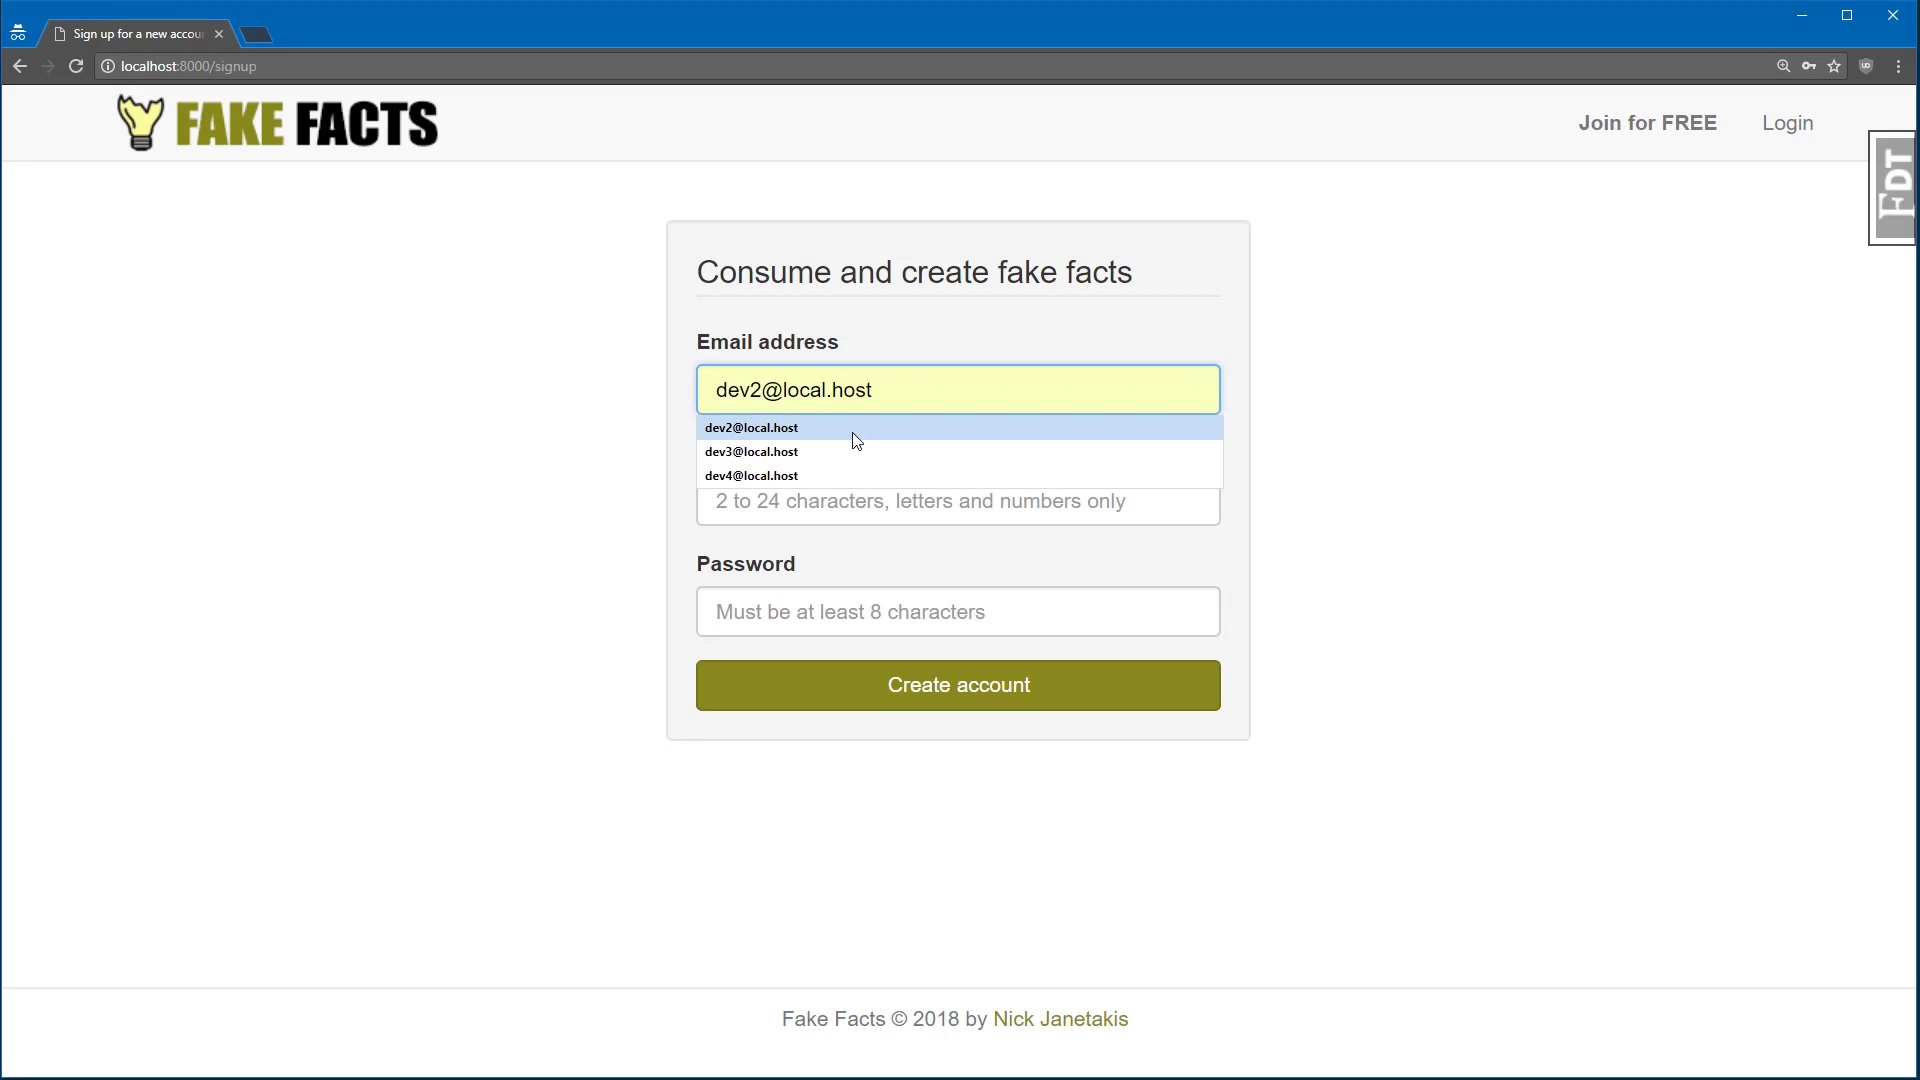 Sign up for a new accou
localhost:8000/signup
FAKE FACTS
Join for FREE
Login
FDT
Consume and create fake facts
Email address
dev2@local.host
dev2@local.host
dev3@local.host
dev4@local.host
2 to 24 characters, letters and numbers only
Password
Must be at least 8 characters
Create account
Fake Facts © 2018 by Nick Janetakis